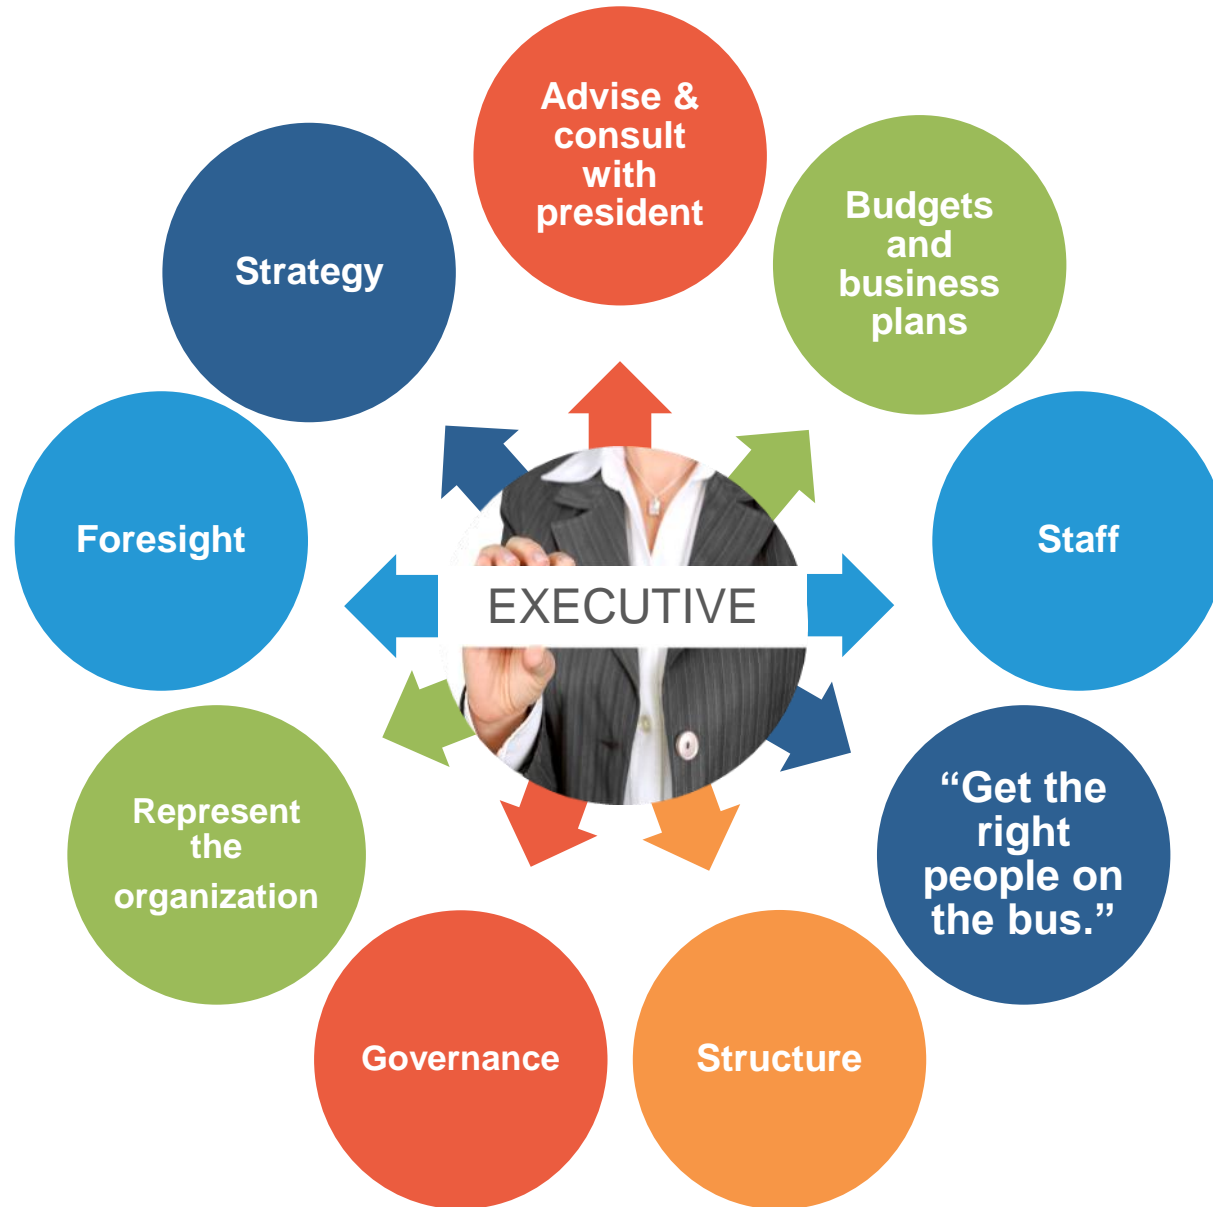 Advise &
consult
with
president
Budgets
and
business
plans
Staff
“Get the
right
people on
the bus.”
Structure
Governance
Represent
the
organization
Foresight
Strategy
EXECUTIVE